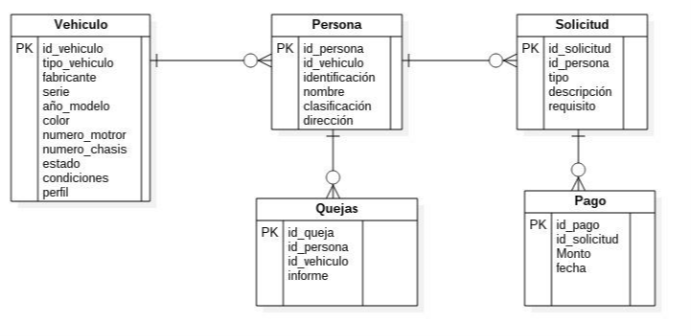 Vehiculo
PK id_vehiculo
tipo_vehiculo
fabricante
serie
año_modelo
color
numero_motror
numero_chasis
estado
condiciones
perfil
Persona
PK id_persona
id_vehiculo
identificación
nombre
clasificación
dirección
Solicitud
PK id_solicitud
id_persona
tipo
descripción
requisito
Quejas
PK id_queja
id_persona
id_vehiculo
informe
Pago
PK id_pago
id_solicitud
Monto
fecha